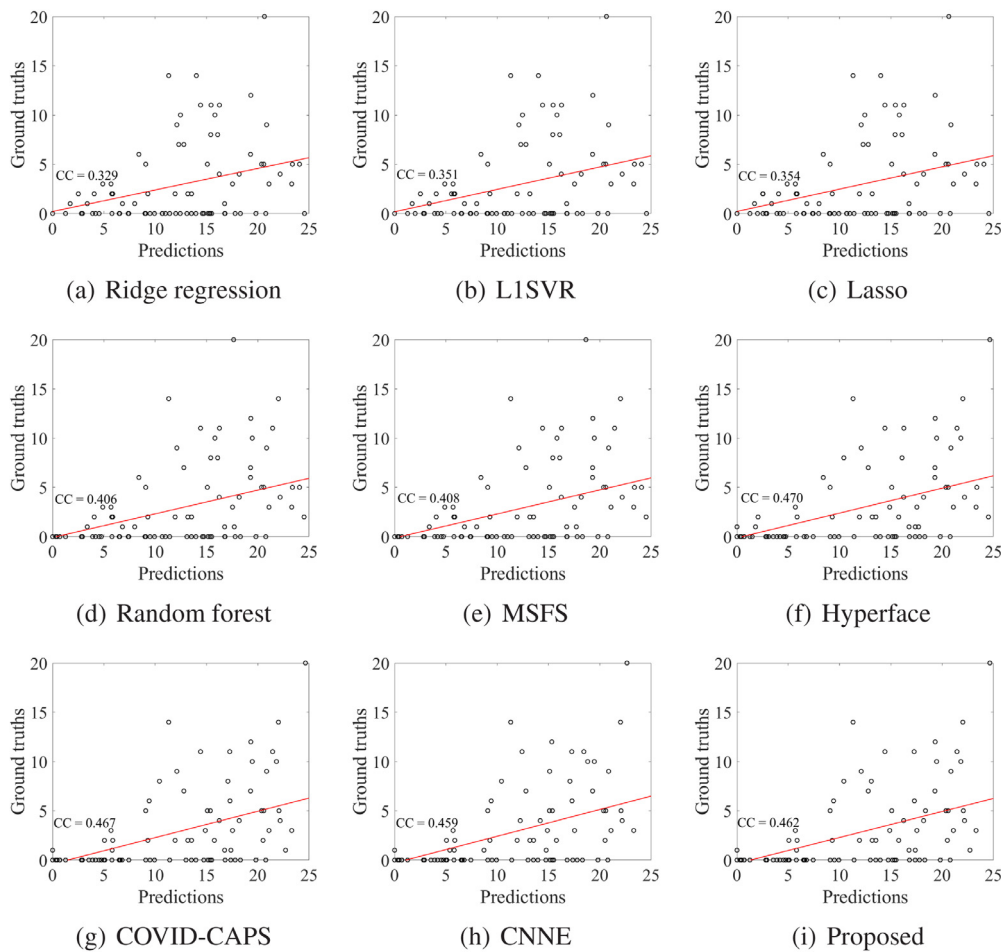 20 20 20
15 15 15
10 10 10
5 5 5
0 0 0
Ground truths Ground truths Ground truths
CC = 0.329 CC = 0.351 CC = 0.354
0 5 10 15 20 25 0 5 10 15 20 25 0 5 10 15 20 25
Predictions Predictions Predictions
(a) Ridge regression (b) L1SVR (c) Lasso
20 20 20
15 15 15
10 10 10
5 5 5
0 0 0
Ground truths Ground truths Ground truths
CC = 0.406 CC = 0.408 CC = 0.470
0 5 10 15 20 25 0 5 10 15 20 25 0 5 10 15 20 25
Predictions Predictions Predictions
(d) Random forest (e) MSFS (f) Hyperface
20 20 20
15 15 15
10 10 10
5 5 5
0 0 0
Ground truths Ground truths Ground truths
CC = 0.467 CC = 0.459 CC = 0.462
0 5 10 15 20 25 0 5 10 15 20 25 0 5 10 15 20 25
Predictions Predictions Predictions
(g) COVID-CAPS (h) CNNE (i) Proposed